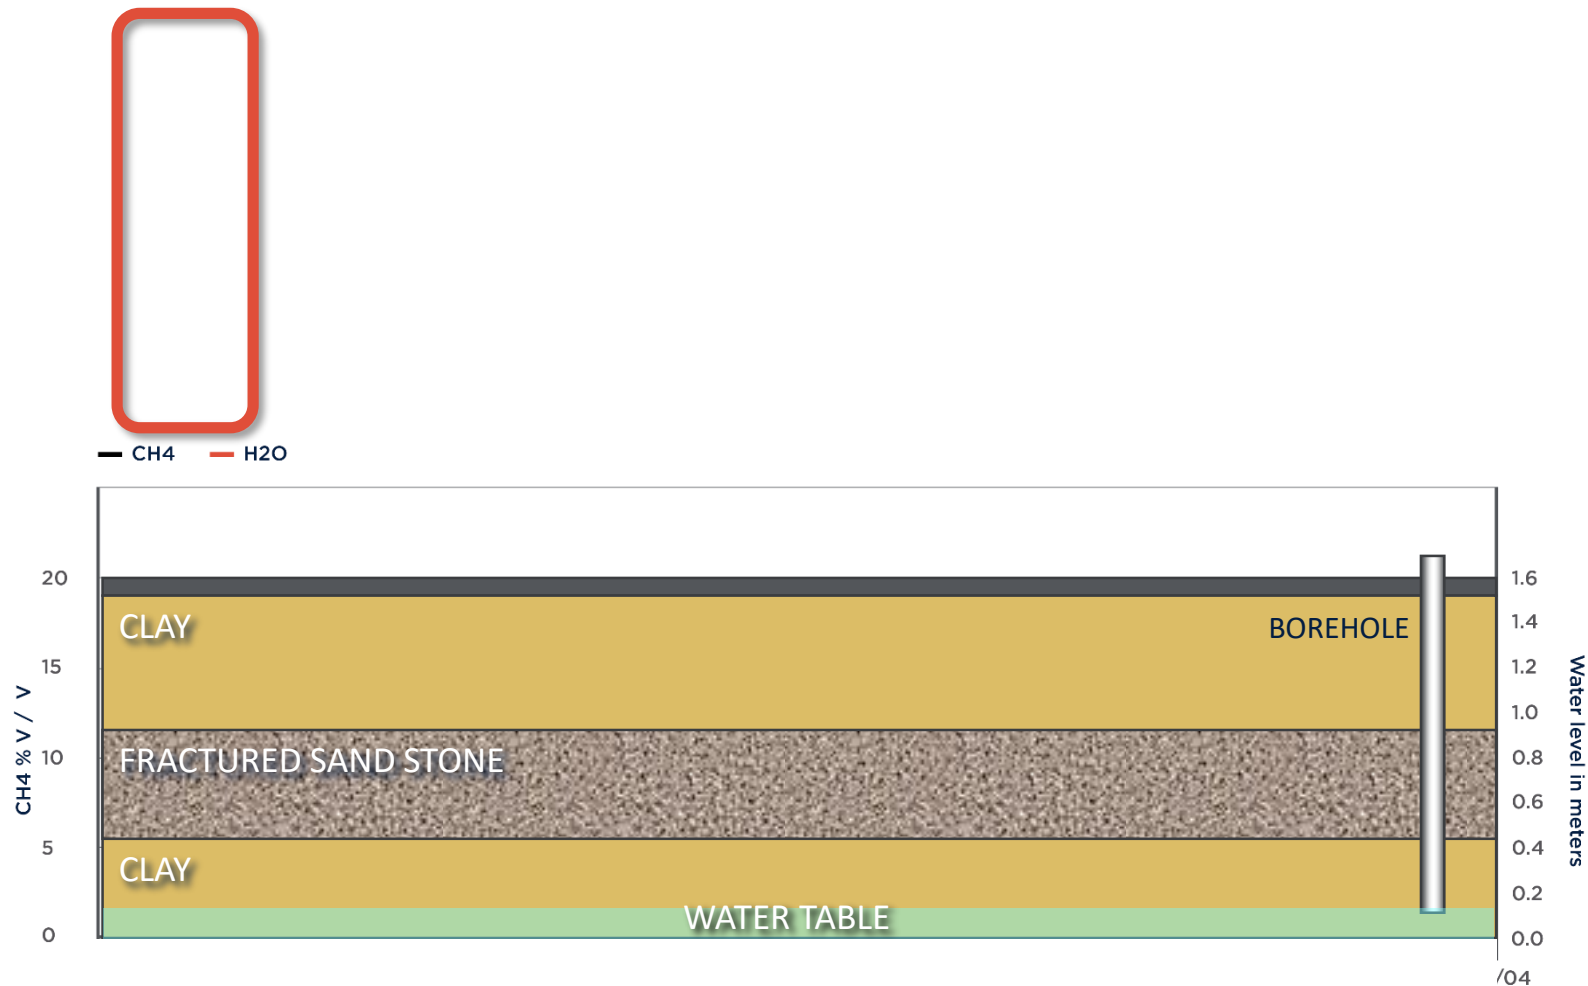 CH4 H2O
20
15
10
5
0
CH4 % V / V
CLAY
FRACTURED SAND STONE
CLAY
WATER TABLE
BOREHOLE
1.6
1.4
1.2
1.0
0.8
0.6
0.4
0.2
0.0
Water level in meters
/04